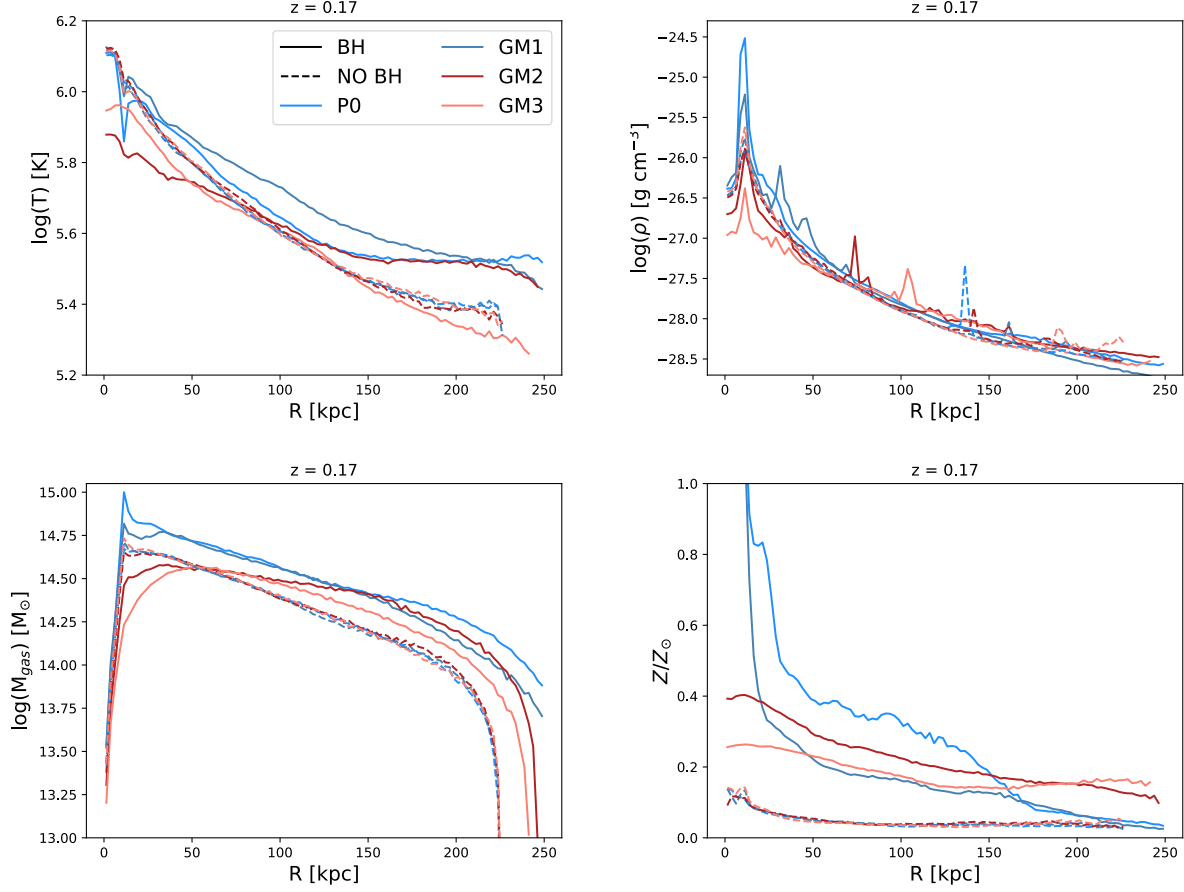 z = 0.17
log(T) [K]
6.2
6.0
5.8
5.6
5.4
5.2
BH
NO BH
P0
GM1
GM2
GM3
0 50 100 150 200 250
R [kpc]
z = 0.17
log(ρ) [g cm⁻³]
−24.5
−25.0
−25.5
−26.0
−26.5
−27.0
−27.5
−28.0
−28.5
0 50 100 150 200 250
R [kpc]
z = 0.17
log(M_gas) [M_⊙]
15.00
14.75
14.50
14.25
14.00
13.75
13.50
13.25
13.00
0 50 100 150 200 250
R [kpc]
z = 0.17
Z/Z_⊙
1.0
0.8
0.6
0.4
0.2
0.0
0 50 100 150 200 250
R [kpc]